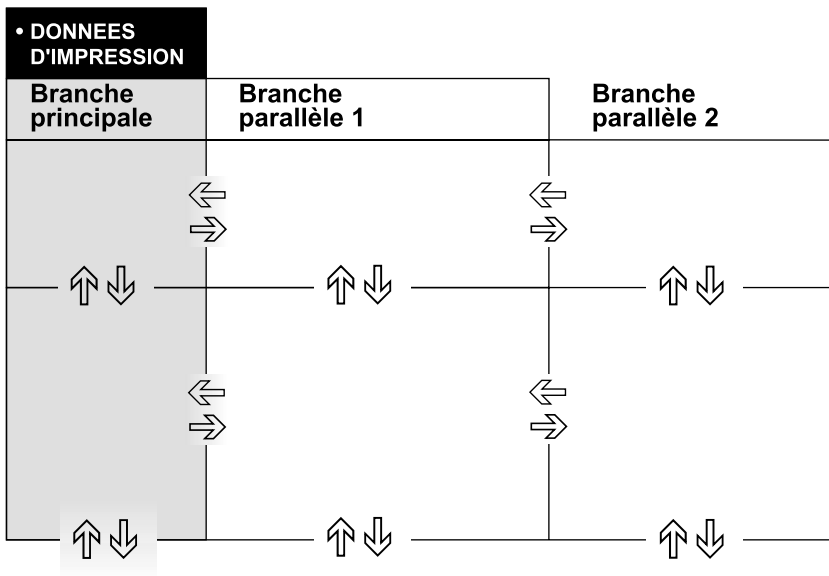 • DONNEES
D'IMPRESSION
Branche
principale
Branche
parallèle 1
Branche
parallèle 2